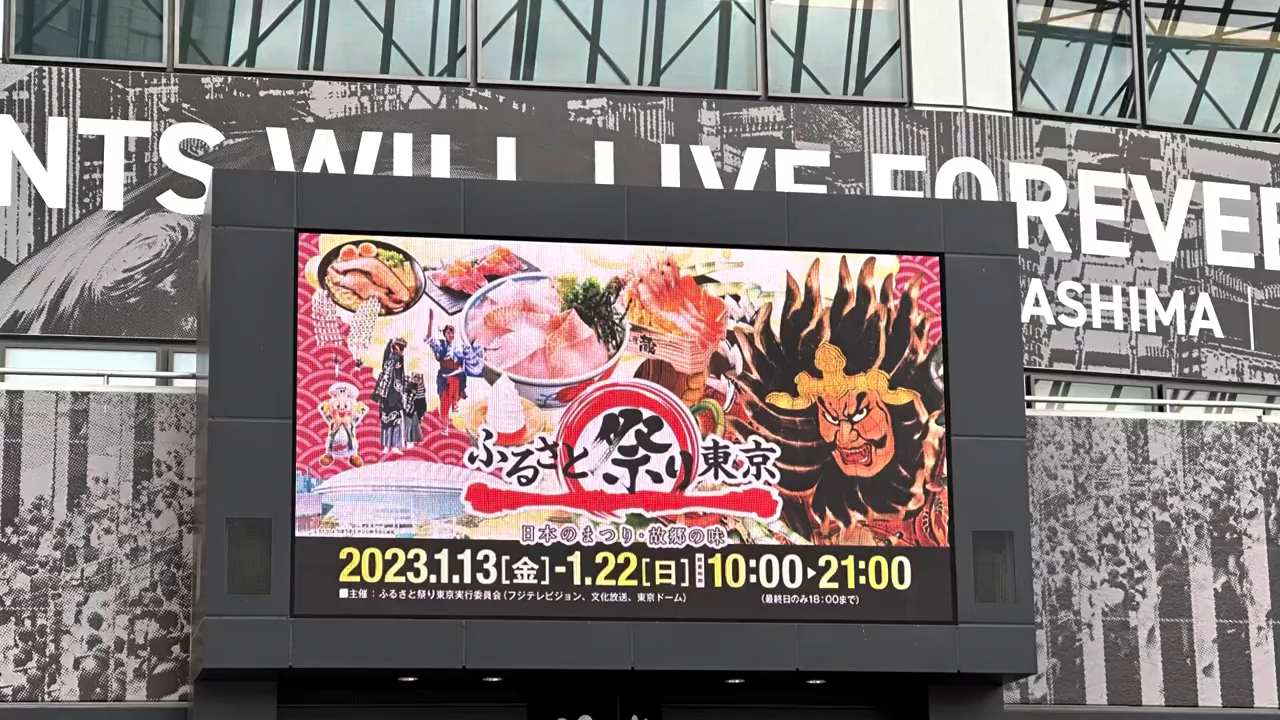 NTS WILL LIVE FOREVER
ASHIMA |
ふるさと祭り東京
日本のまつり・故郷の味
2023.1.13[金]-1.22[日] 10:00▶21:00
■主催：ふるさと祭り東京実行委員会(フジテレビジョン、文化放送、東京ドーム) (最終日のみ18:00まで)